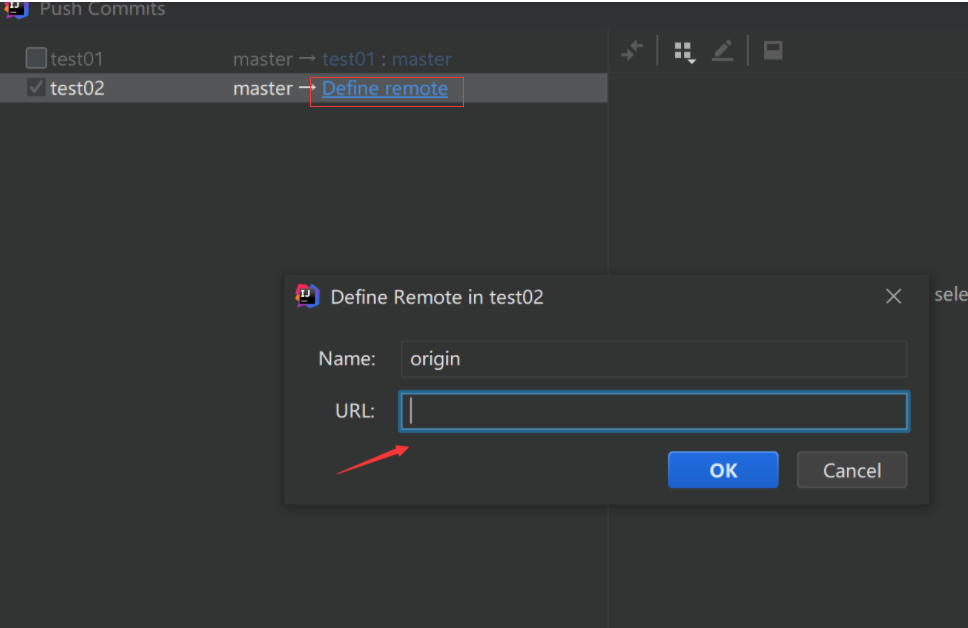 Push Commits
test01 master → test01 : master
test02 master → Define remote
Define Remote in test02
sele
Name: origin
URL:
OK Cancel